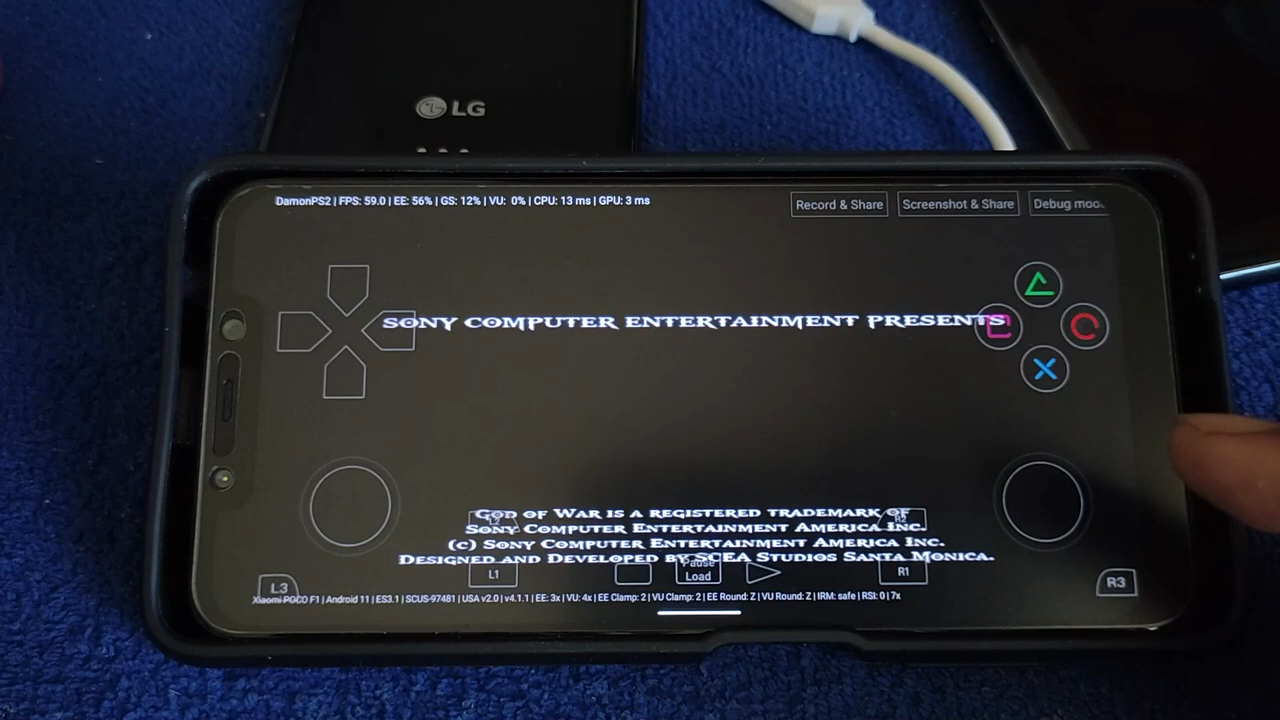 LG
DamonPS2 | FPS: 59.0 | EE: 56% | GS: 12% | VU: 0% | CPU: 13 ms | GPU: 3 ms
Record & Share
Screenshot & Share
Debug mod
SONY COMPUTER ENTERTAINMENT PRESENTS
GOD OF WAR IS A REGISTERED TRADEMARK OF
SONY COMPUTER ENTERTAINMENT AMERICA INC.
(C) SONY COMPUTER ENTERTAINMENT AMERICA INC.
DESIGNED AND DEVELOPED BY SCEA STUDIOS SANTA MONICA.
L2
R2
L1
Pause
Load
R1
L3
R3
Xiaomi POCO F1 | Android 11 | ES3.1 | SCUS-97481 | USA v2.0 | v4.1.1 | EE: 3x | VU: 4x | EE Clamp: 2 | VU Clamp: 2 | EE Round: Z | VU Round: Z | IRM: safe | RSI: 0 | 7x